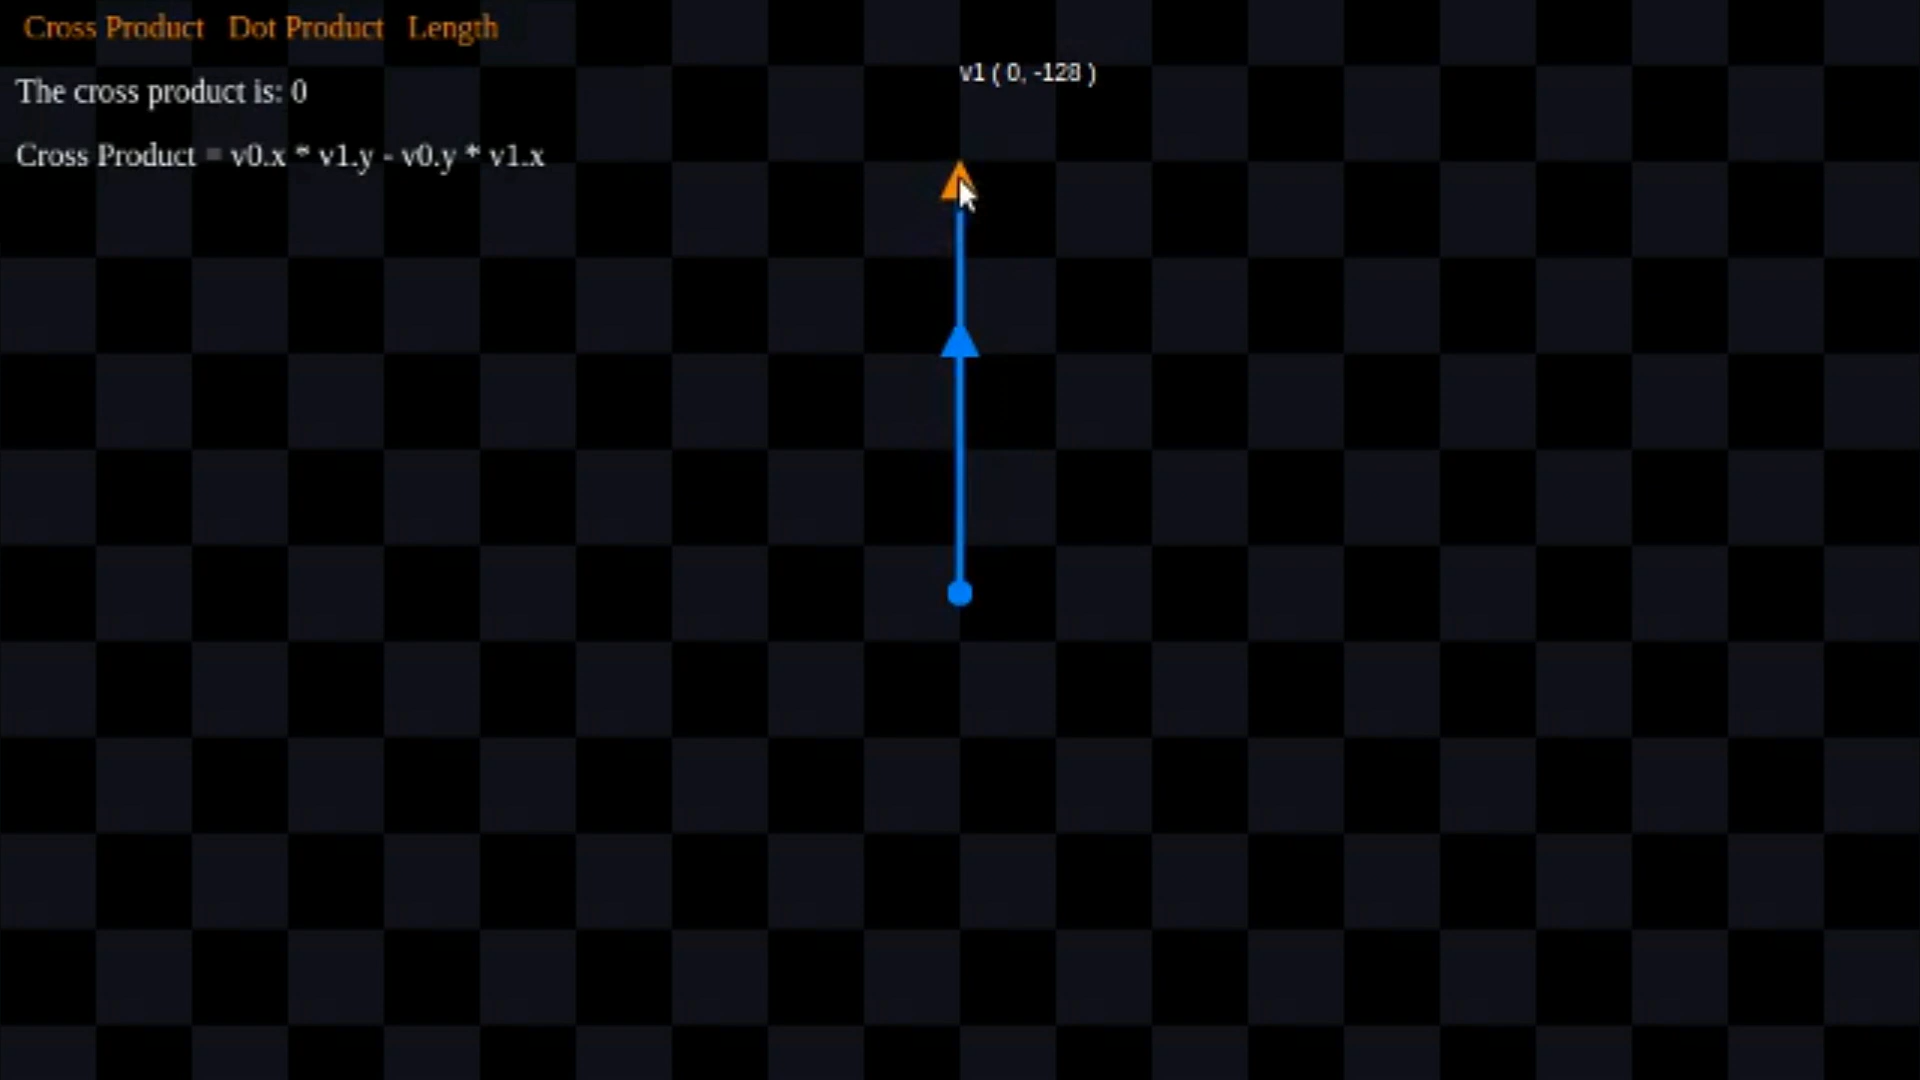 Cross Product Dot Product Length
v1 ( 0, -128 )
The cross product is: 0
Cross Product = v0.x * v1.y - v0.y * v1.x